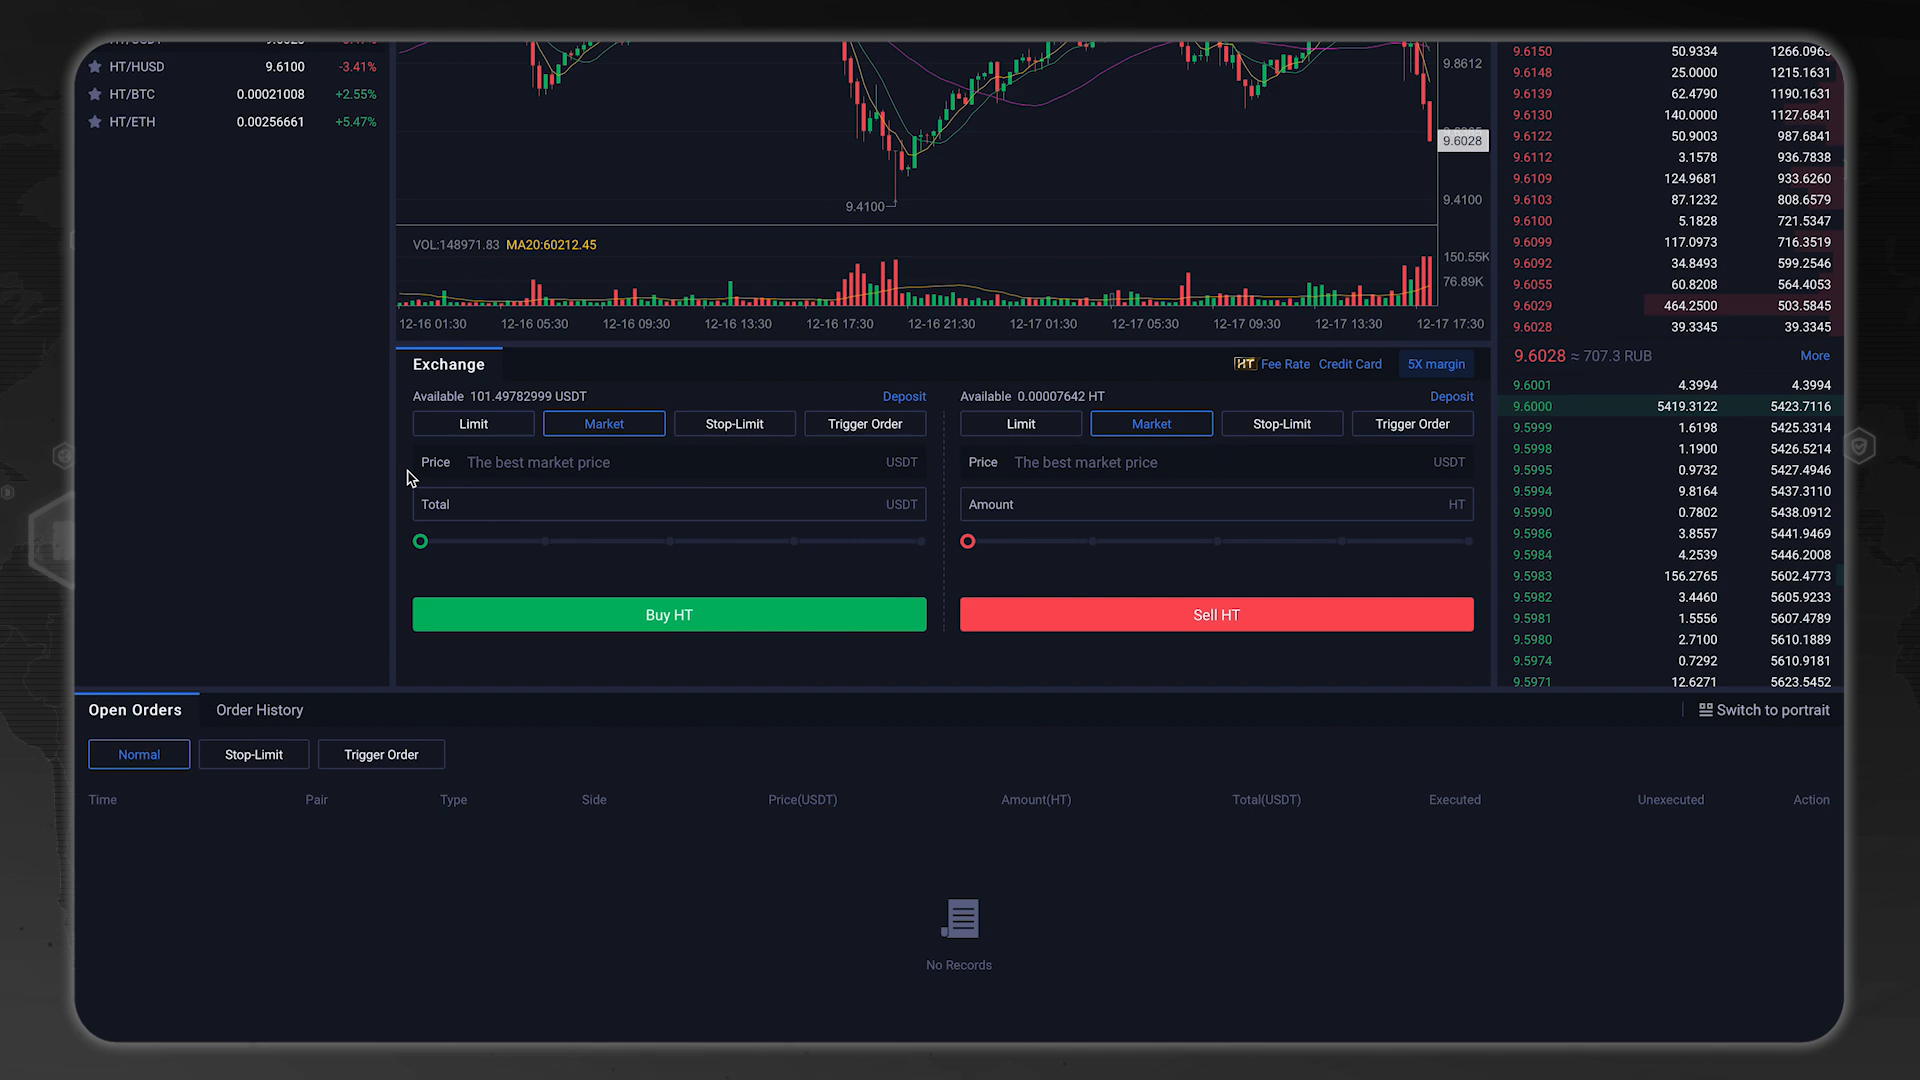 HT/HUSD 9.6100 -3.41%
HT/BTC 0.00021008 +2.55%
HT/ETH 0.00256661 +5.47%
9.8612
9.6028
9.4100
9.4100
VOL:148971.83 MA20:60212.45
150.55K
76.89K
12-16 01:30 12-16 05:30 12-16 09:30 12-16 13:30 12-16 17:30 12-16 21:30 12-17 01:30 12-17 05:30 12-17 09:30 12-17 13:30 12-17 17:30
Exchange
HT Fee Rate Credit Card 5X margin
Available 101.49782999 USDT Deposit
Limit Market Stop-Limit Trigger Order
Price The best market price USDT
Total USDT
Buy HT
Available 0.00007642 HT Deposit
Limit Market Stop-Limit Trigger Order
Price The best market price USDT
Amount HT
Sell HT
9.6150 50.9334 1266.0965
9.6148 25.0000 1215.1631
9.6139 62.4790 1190.1631
9.6130 140.0000 1127.6841
9.6122 50.9003 987.6841
9.6112 3.1578 936.7838
9.6109 124.9681 933.6260
9.6103 87.1232 808.6579
9.6100 5.1828 721.5347
9.6099 117.0973 716.3519
9.6092 34.8493 599.2546
9.6055 60.8208 564.4053
9.6029 464.2500 503.5845
9.6028 39.3345 39.3345
9.6028 ≈ 707.3 RUB More
9.6001 4.3994 4.3994
9.6000 5419.3122 5423.7116
9.5999 1.6198 5425.3314
9.5998 1.1900 5426.5214
9.5995 0.9732 5427.4946
9.5994 9.8164 5437.3110
9.5990 0.7802 5438.0912
9.5986 3.8557 5441.9469
9.5984 4.2539 5446.2008
9.5983 156.2765 5602.4773
9.5982 3.4460 5605.9233
9.5981 1.5556 5607.4789
9.5980 2.7100 5610.1889
9.5974 0.7292 5610.9181
9.5971 12.6271 5623.5452
Open Orders Order History Switch to portrait
Normal Stop-Limit Trigger Order
Time Pair Type Side Price(USDT) Amount(HT) Total(USDT) Executed Unexecuted Action
No Records